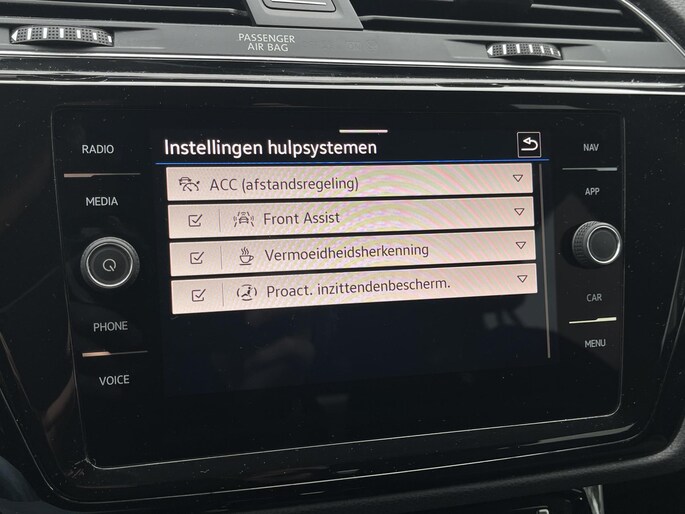 PASSENGER
AIR BAG
RADIO
MEDIA
PHONE
VOICE
Instellingen hulpsystemen
ACC (afstandsregeling)
Front Assist
Vermoeidheidsherkenning
Proact. inzittendenbescherm.
NAV
APP
CAR
MENU